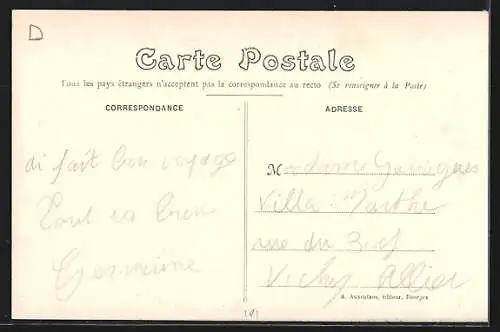 D
Carte Postale
Tous les pays étrangers n'acceptent pas la correspondance au recto (Se renseigner à la Poste)
CORRESPONDANCE
ADRESSE
ai fait bon voyage
Tout va bien
Germaine
Madame
Villa Marthe
rue du
Vichy Allier
A. Auxenfans, éditeur, Bourges